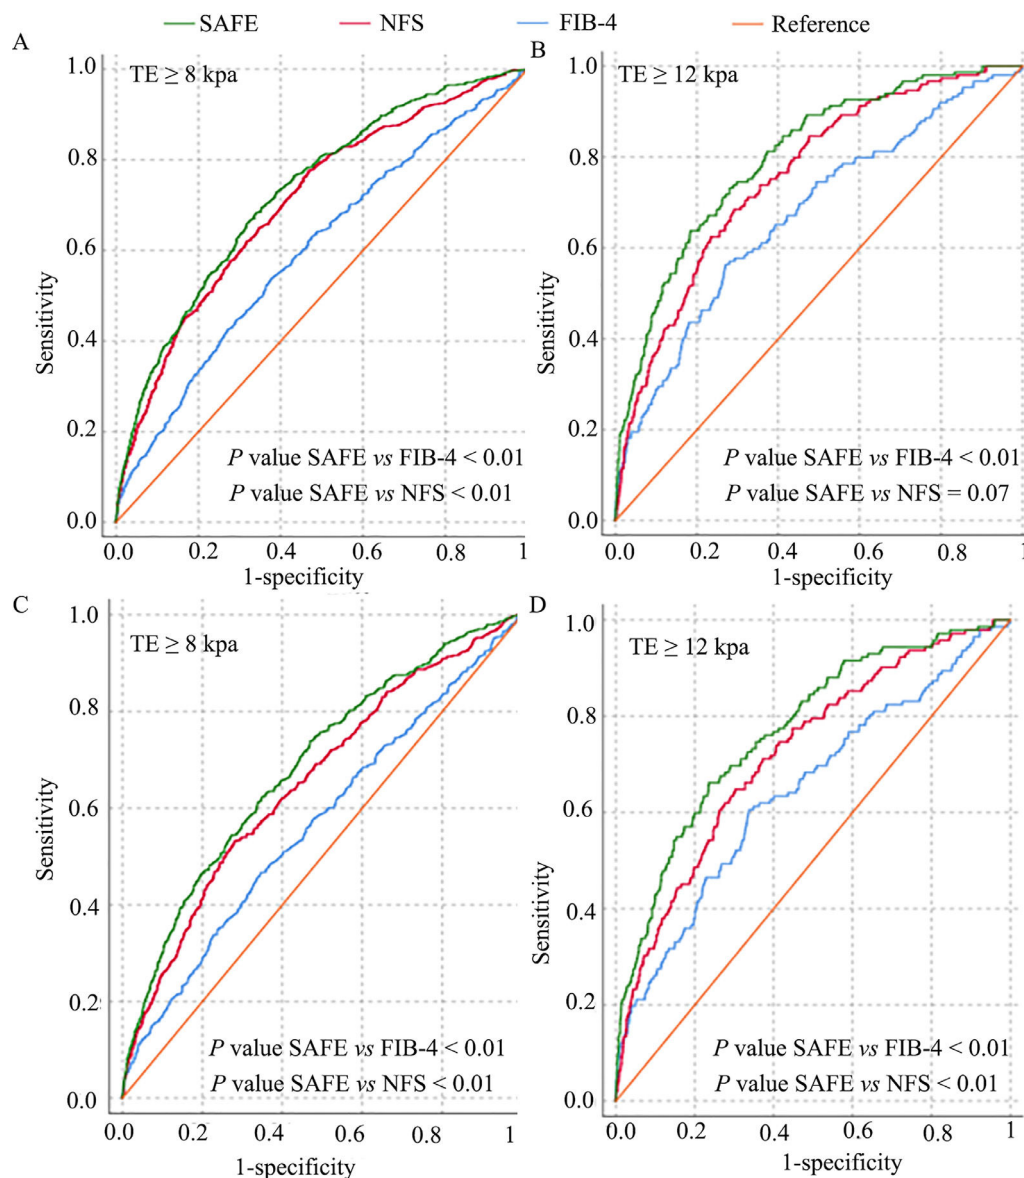 SAFE NFS FIB-4 Reference
A
TE ≥ 8 kpa
1.0
0.8
0.6
0.4
0.2
0.0
Sensitivity
P value SAFE vs FIB-4 < 0.01
P value SAFE vs NFS < 0.01
0.0 0.2 0.4 0.6 0.8 1
1-specificity
B
TE ≥ 12 kpa
1.0
0.8
0.6
0.4
0.2
0.0
Sensitivity
P value SAFE vs FIB-4 < 0.01
P value SAFE vs NFS = 0.07
0.0 0.2 0.4 0.6 0.8 1
1-specificity
C
TE ≥ 8 kpa
1.0
0.8
0.6
0.4
0.2
0.0
Sensitivity
P value SAFE vs FIB-4 < 0.01
P value SAFE vs NFS < 0.01
0.0 0.2 0.4 0.6 0.8 1
1-specificity
D
TE ≥ 12 kpa
1.0
0.8
0.6
0.4
0.2
0.0
Sensitivity
P value SAFE vs FIB-4 < 0.01
P value SAFE vs NFS < 0.01
0.0 0.2 0.4 0.6 0.8 1
1-specificity